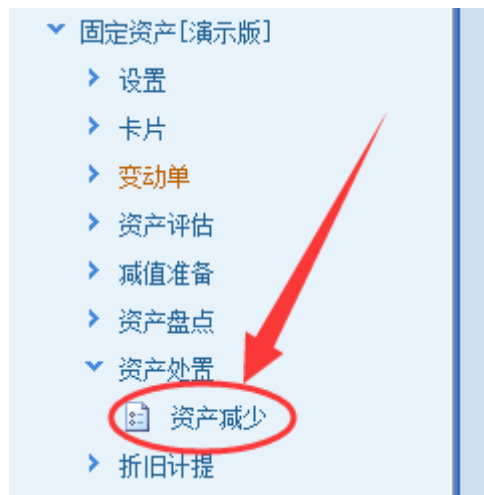 固定资产[演示版]
设置
卡片
变动单
资产评估
减值准备
资产盘点
资产处置
资产减少
折旧计提